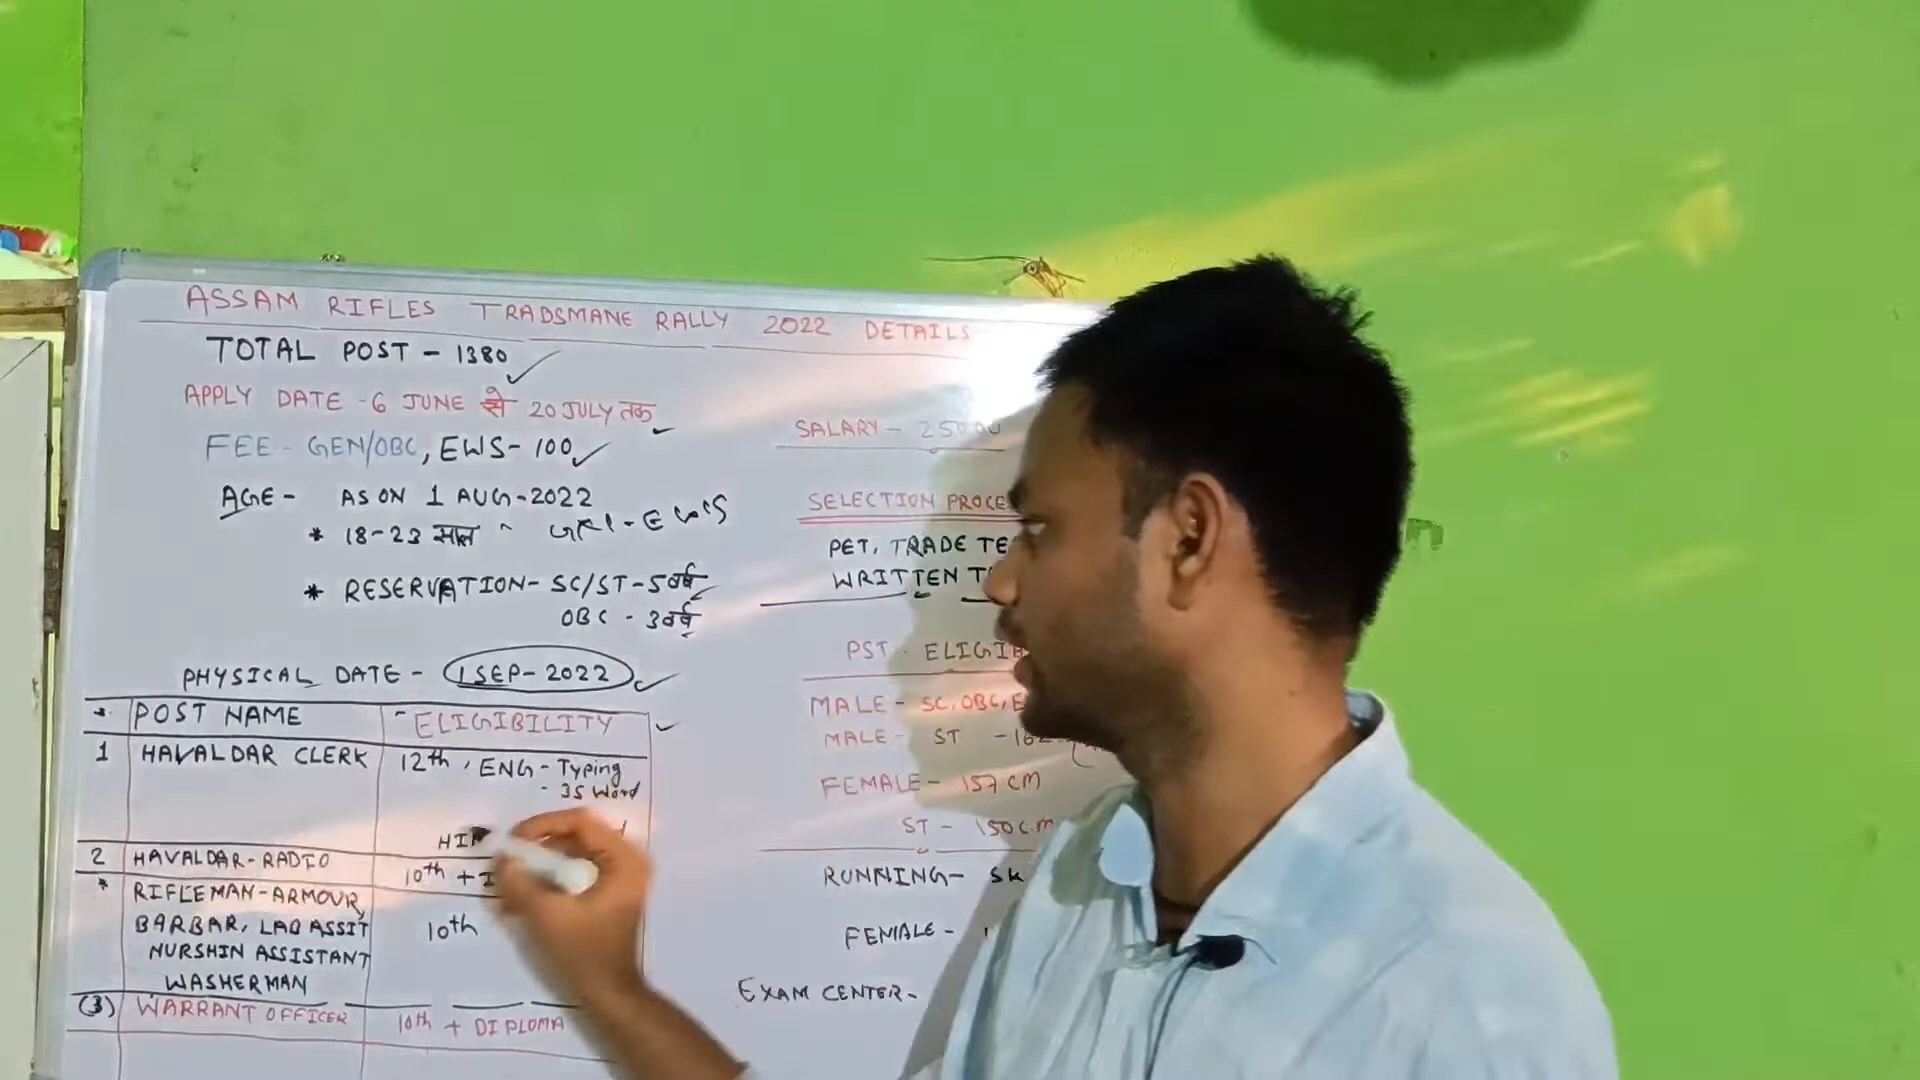 ASSAM RIFLES TRADSMANE RALLY 2022 DETAILS
TOTAL POST - 1380
APPLY DATE - 6 JUNE से 20 JULY तक
FEE - GEN/OBC, EWS - 100
AGE - AS ON 1 AUG - 2022
* 18-23 साल
* RESERVATION - SC/ST - 5 वर्ष
OBC - 3 वर्ष
PHYSICAL DATE - 1 SEP - 2022
POST NAME - ELIGIBILITY
1 HAVALDAR CLERK 12th, ENG - Typing
- 35 Word
2 HAVALDAR-RADIO 10th +
* RIFLEMAN-ARMOUR,
BARBAR, LAB ASSIT 10th
NURSHIN ASSISTANT
WASHERMAN
(3) WARRANT OFFICER 10th + DIPLOMA
SALARY -
SELECTION
PET, TRADE
WRITTEN
PST - 
MALE - SC, OBC,
MALE - ST
FEMALE - 157 CM
ST - 150 CM
RUNNING -
FEMALE -
EXAM CENTER -